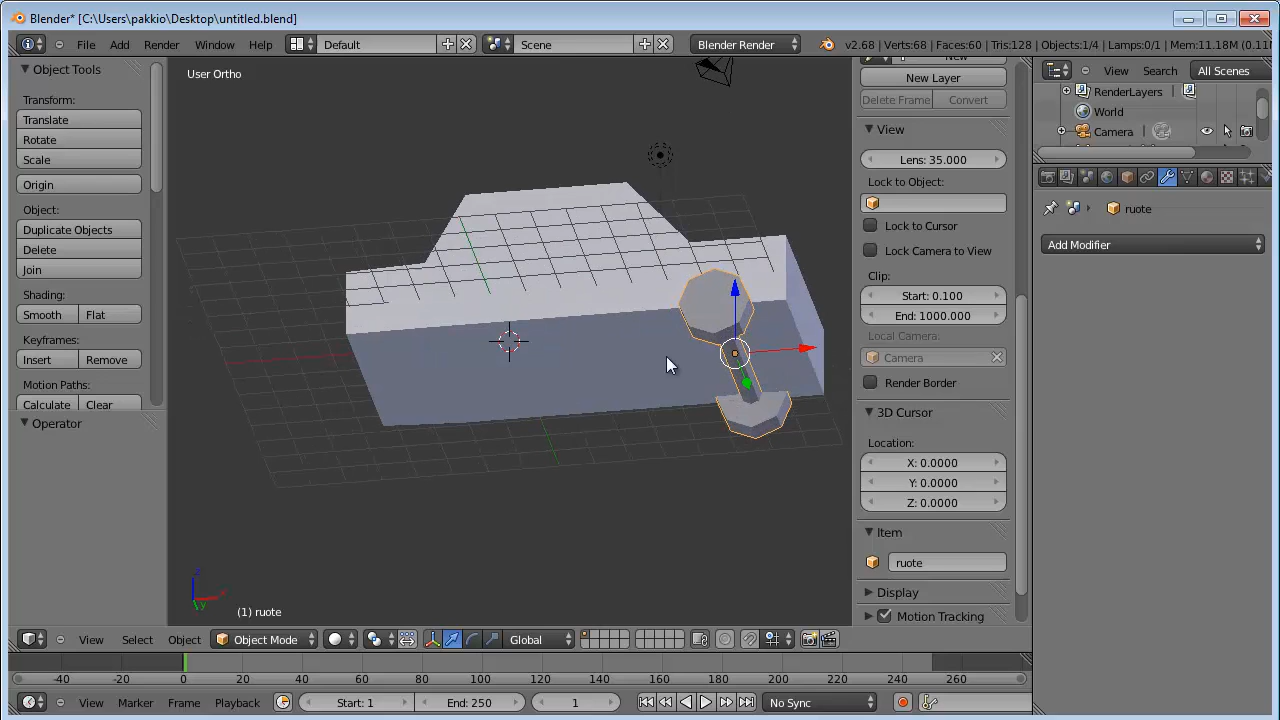 Blender* [C:\Users\pakkio\Desktop\untitled.blend]
File Add Render Window Help Default Scene Blender Render v2.68 | Verts:68 | Faces:60 | Tris:128 | Objects:1/4 | Lamps:0/1 | Mem:11.18M (0.11
Object Tools
Transform:
Translate
Rotate
Scale
Origin
Object:
Duplicate Objects
Delete
Join
Shading:
Smooth Flat
Keyframes:
Insert Remove
Motion Paths:
Calculate Clear
Operator
User Ortho
z
x
y
(1) ruote
New
New Layer
Delete Frame Convert
View
Lens: 35.000
Lock to Object:
Lock to Cursor
Lock Camera to View
Clip:
Start: 0.100
End: 1000.000
Local Camera:
Camera
Render Border
3D Cursor
Location:
X: 0.0000
Y: 0.0000
Z: 0.0000
Item
ruote
Display
Motion Tracking
View Search All Scenes
RenderLayers
World
Camera
ruote
Add Modifier
View Select Object Object Mode Global
-40 -20 0 20 40 60 80 100 120 140 160 180 200 220 240 260
View Marker Frame Playback Start: 1 End: 250 1 No Sync